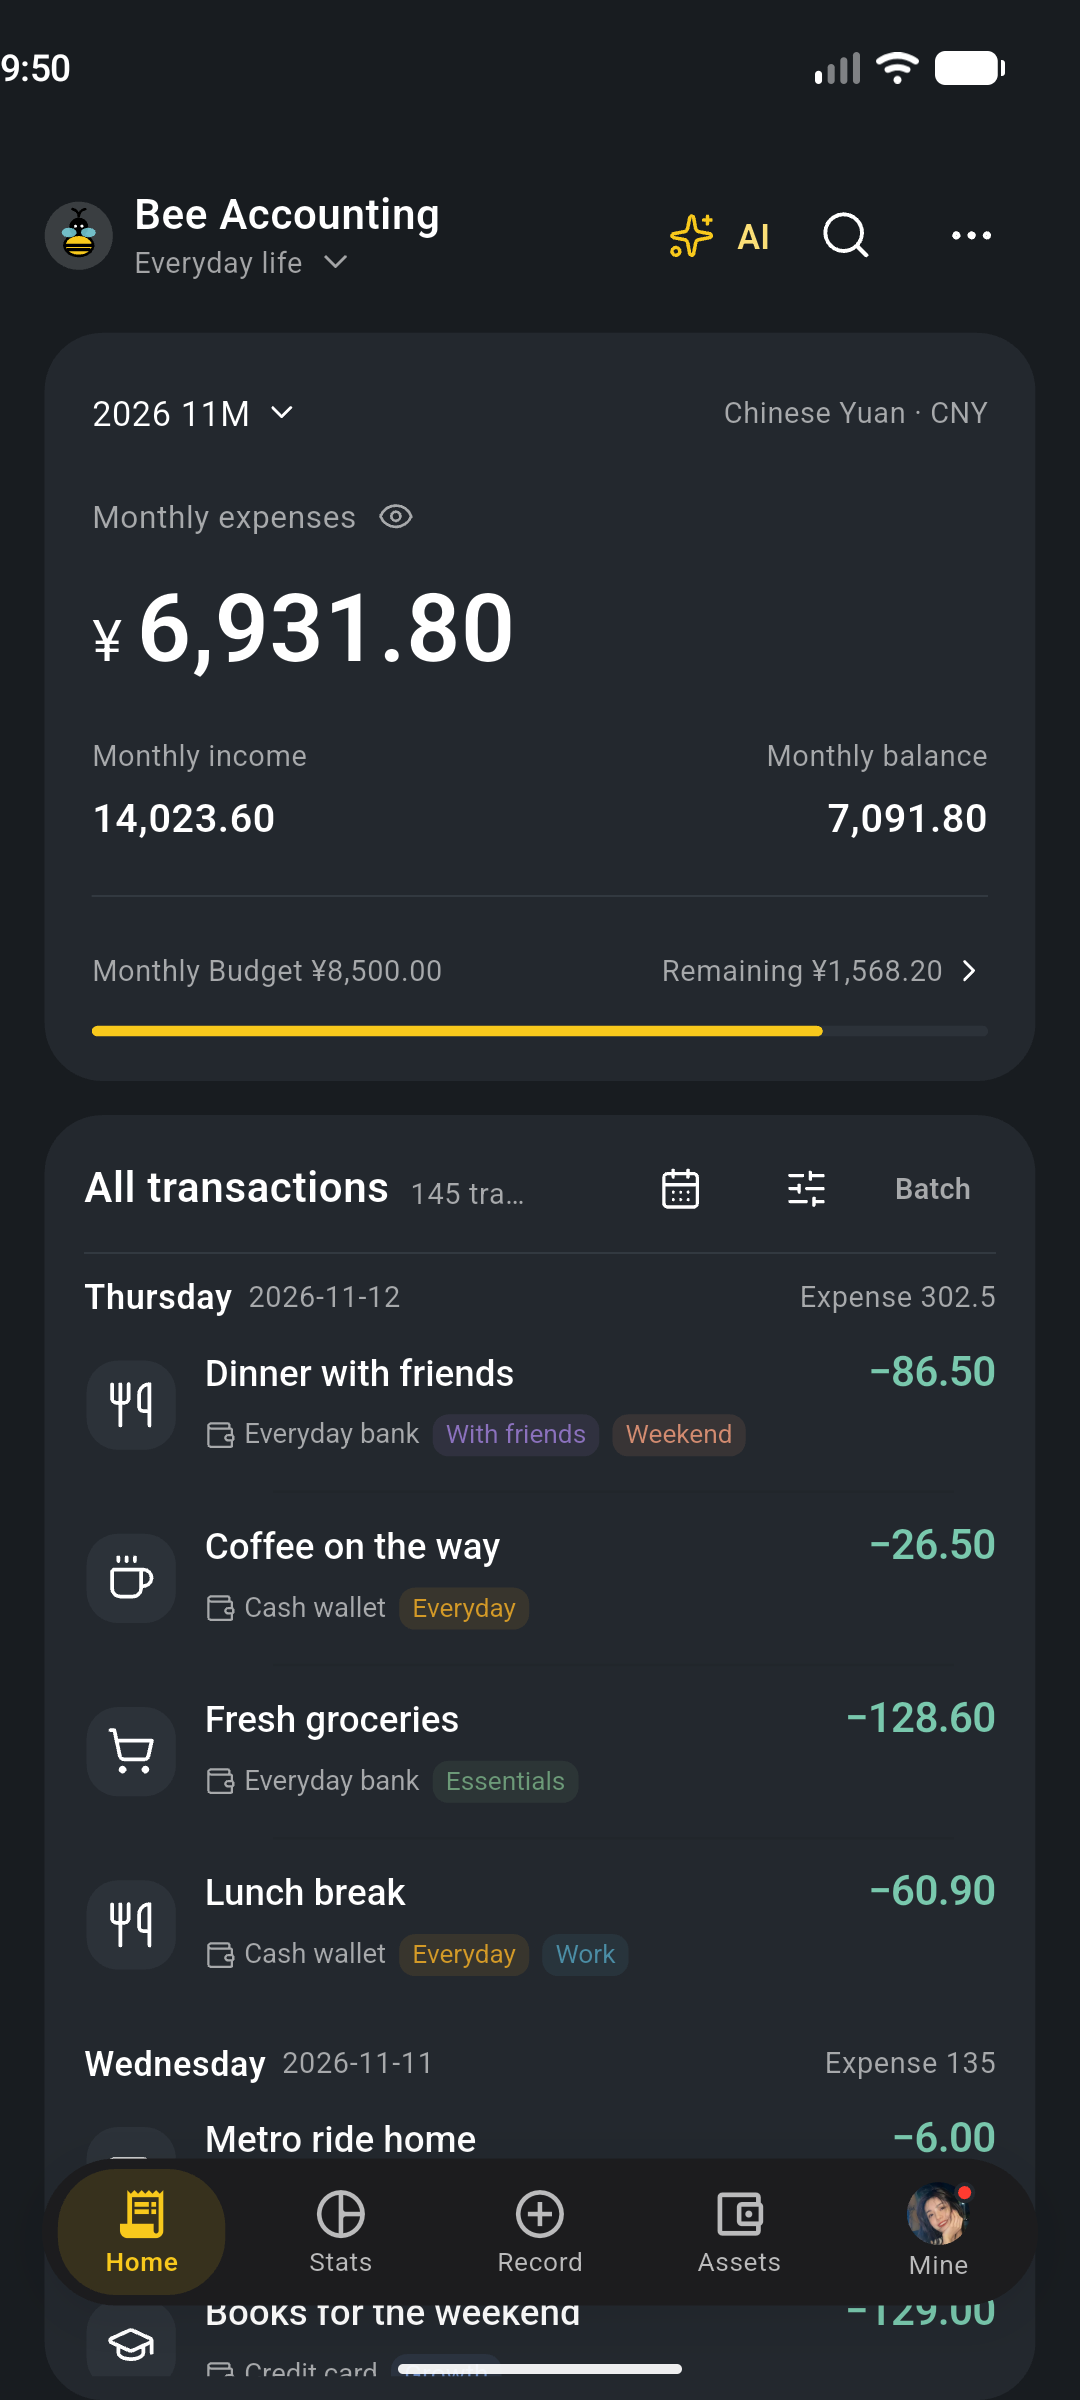 9:50
Bee Accounting
Everyday life
AI
2026 11M
Chinese Yuan · CNY
Monthly expenses
¥ 6,931.80
Monthly income
Monthly balance
14,023.60
7,091.80
Monthly Budget ¥8,500.00
Remaining ¥1,568.20
All transactions 145 tra...
Batch
Thursday 2026-11-12
Expense 302.5
Dinner with friends
−86.50
Everyday bank With friends Weekend
Coffee on the way
−26.50
Cash wallet Everyday
Fresh groceries
−128.60
Everyday bank Essentials
Lunch break
−60.90
Cash wallet Everyday Work
Wednesday 2026-11-11
Expense 135
Metro ride home
−6.00
Home
Stats
Record
Assets
Mine
Books for the weekend
−129.00
Credit card